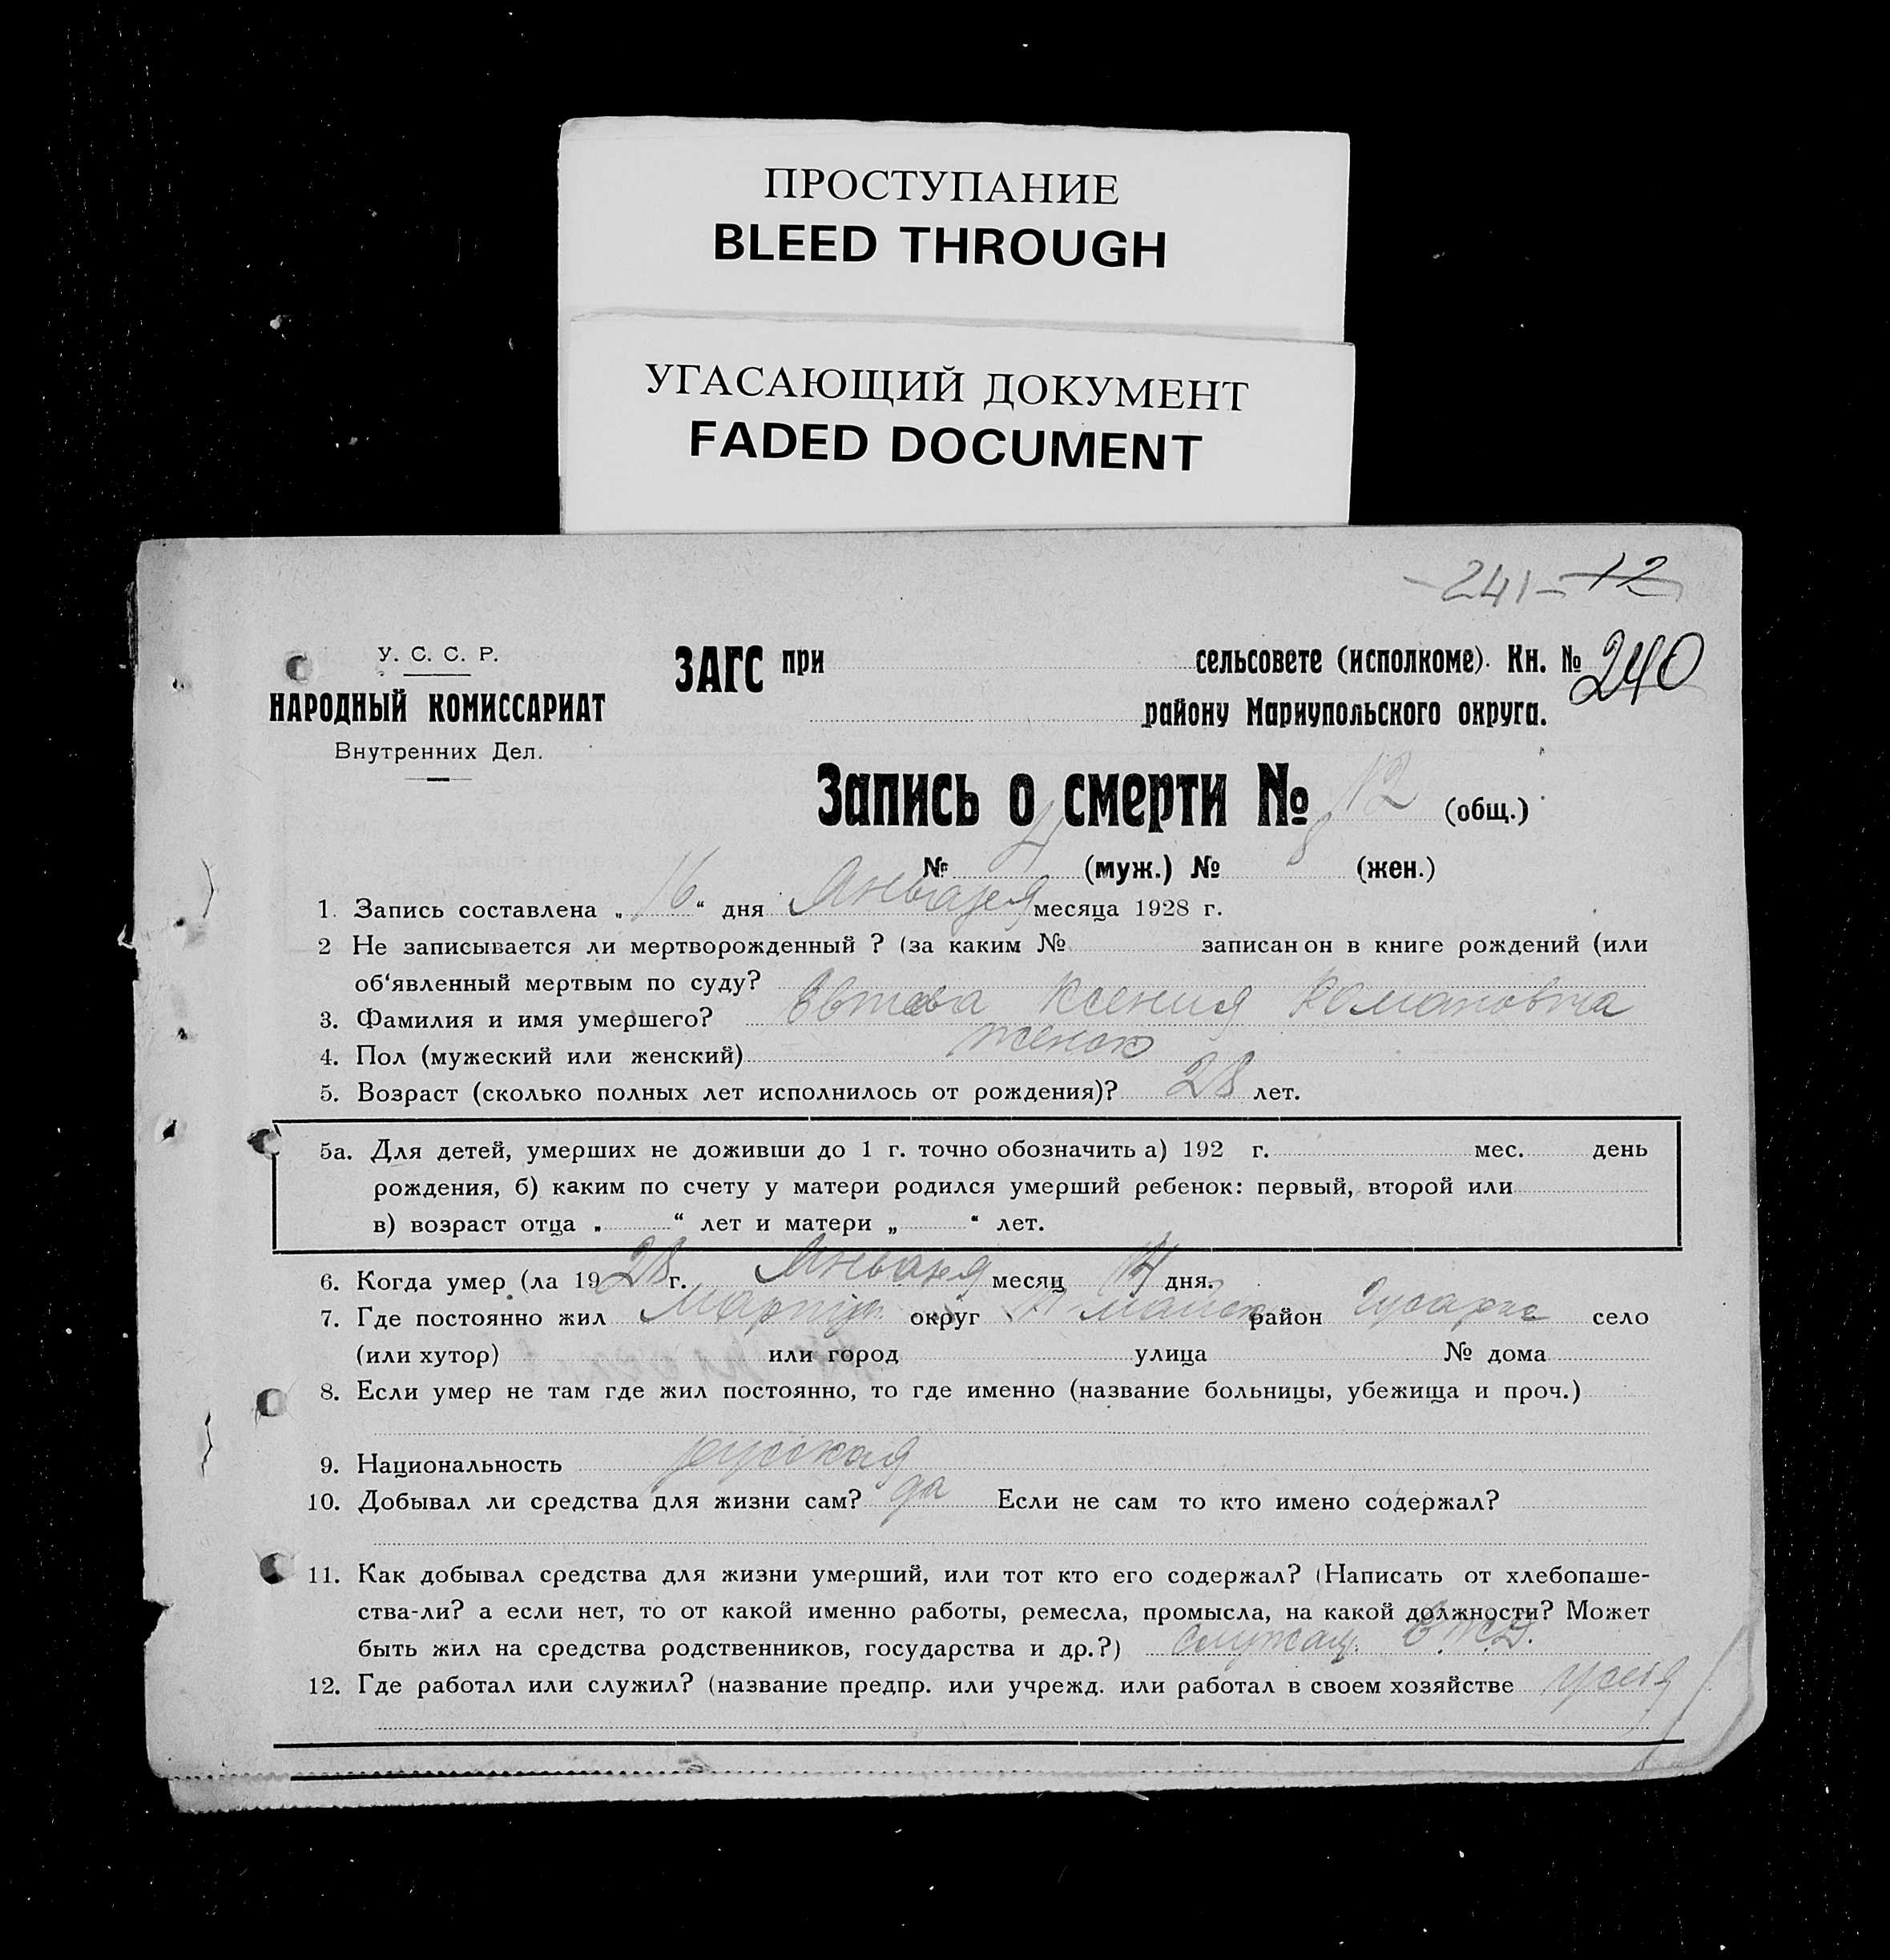 ПРОСТУПАНИЕ
BLEED THROUGH
УГАСАЮЩИЙ ДОКУМЕНТ
FADED DOCUMENT
-241- 12
У. С. С. Р.
НАРОДНЫЙ КОМИССАРИАТ
Внутренних Дел.
ЗАГС при сельсовете (исполкоме). Кн. № 240
району Мариупольского округа.
Запись о смерти № 12 (общ.)
№ 4 (муж.) № 8 (жен.)
1. Запись составлена „16“ дня Января месяца 1928 г.
2 Не записывается ли мертворожденный ? (за каким № записан он в книге рождений (или
об‘явленный мертвым по суду?
3. Фамилия и имя умершего? Ксения Романовна
4. Пол (мужеский или женский) женск
5. Возраст (сколько полных лет исполнилось от рождения)? 28 лет.
5а. Для детей, умерших не доживши до 1 г. точно обозначить а) 192 г. мес. день
рождения, б) каким по счету у матери родился умерший ребенок: первый, второй или
в) возраст отца „ “ лет и матери „ “ лет.
6. Когда умер (ла 1928 г. Января месяц 14 дня.
7. Где постоянно жил Мариуп. округ майск район село
(или хутор) или город улица № дома
8. Если умер не там где жил постоянно, то где именно (название больницы, убежища и проч.)
9. Национальность русская
10. Добывал ли средства для жизни сам? да Если не сам то кто имено содержал?
11. Как добывал средства для жизни умерший, или тот кто его содержал? (Написать от хлебопаше-
ства-ли? а если нет, то от какой именно работы, ремесла, промысла, на какой должности? Может
быть жил на средства родственников, государства и др.?) служащ.
12. Где работал или служил? (название предпр. или учрежд. или работал в своем хозяйстве